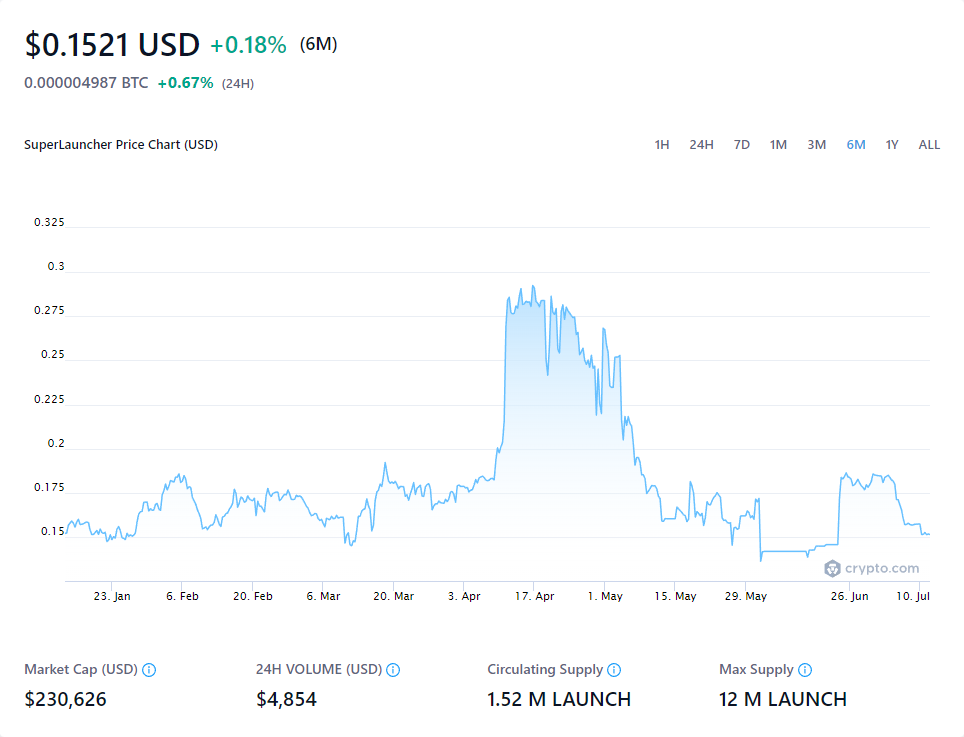 $0.1521 USD +0.18% (6M)
0.000004987 BTC +0.67% (24H)
SuperLauncher Price Chart (USD) 1H 24H 7D 1M 3M 6M 1Y ALL
0.325
0.3
0.275
0.25
0.225
0.2
0.175
0.15
crypto.com
23. Jan 6. Feb 20. Feb 6. Mar 20. Mar 3. Apr 17. Apr 1. May 15. May 29. May 26. Jun 10. Jul
Market Cap (USD) 24H VOLUME (USD) Circulating Supply Max Supply
$230,626 $4,854 1.52 M LAUNCH 12 M LAUNCH